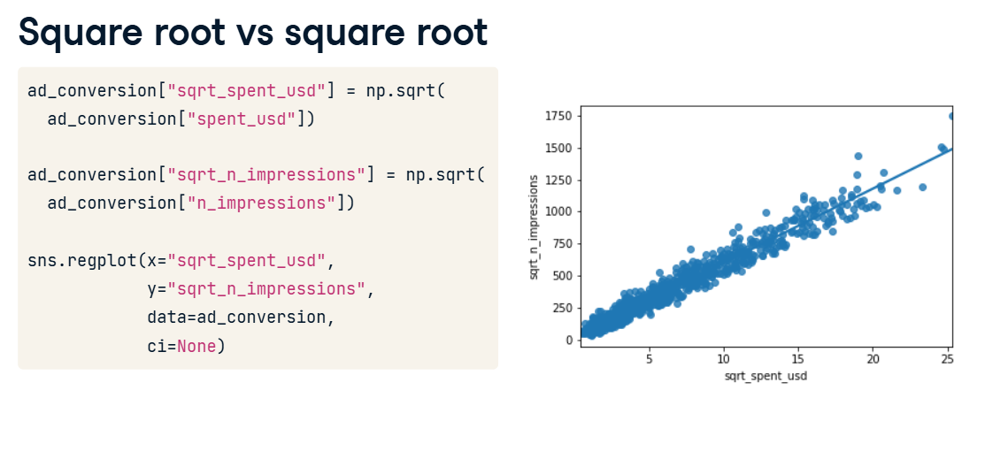 Square root vs square root
ad_conversion["sqrt_spent_usd"] = np.sqrt(
  ad_conversion["spent_usd"])
ad_conversion["sqrt_n_impressions"] = np.sqrt(
  ad_conversion["n_impressions"])
sns.regplot(x="sqrt_spent_usd",
            y="sqrt_n_impressions",
            data=ad_conversion,
            ci=None)
sqrt_n_impressions
1750
1500
1250
1000
750
500
250
0
5 10 15 20 25
sqrt_spent_usd